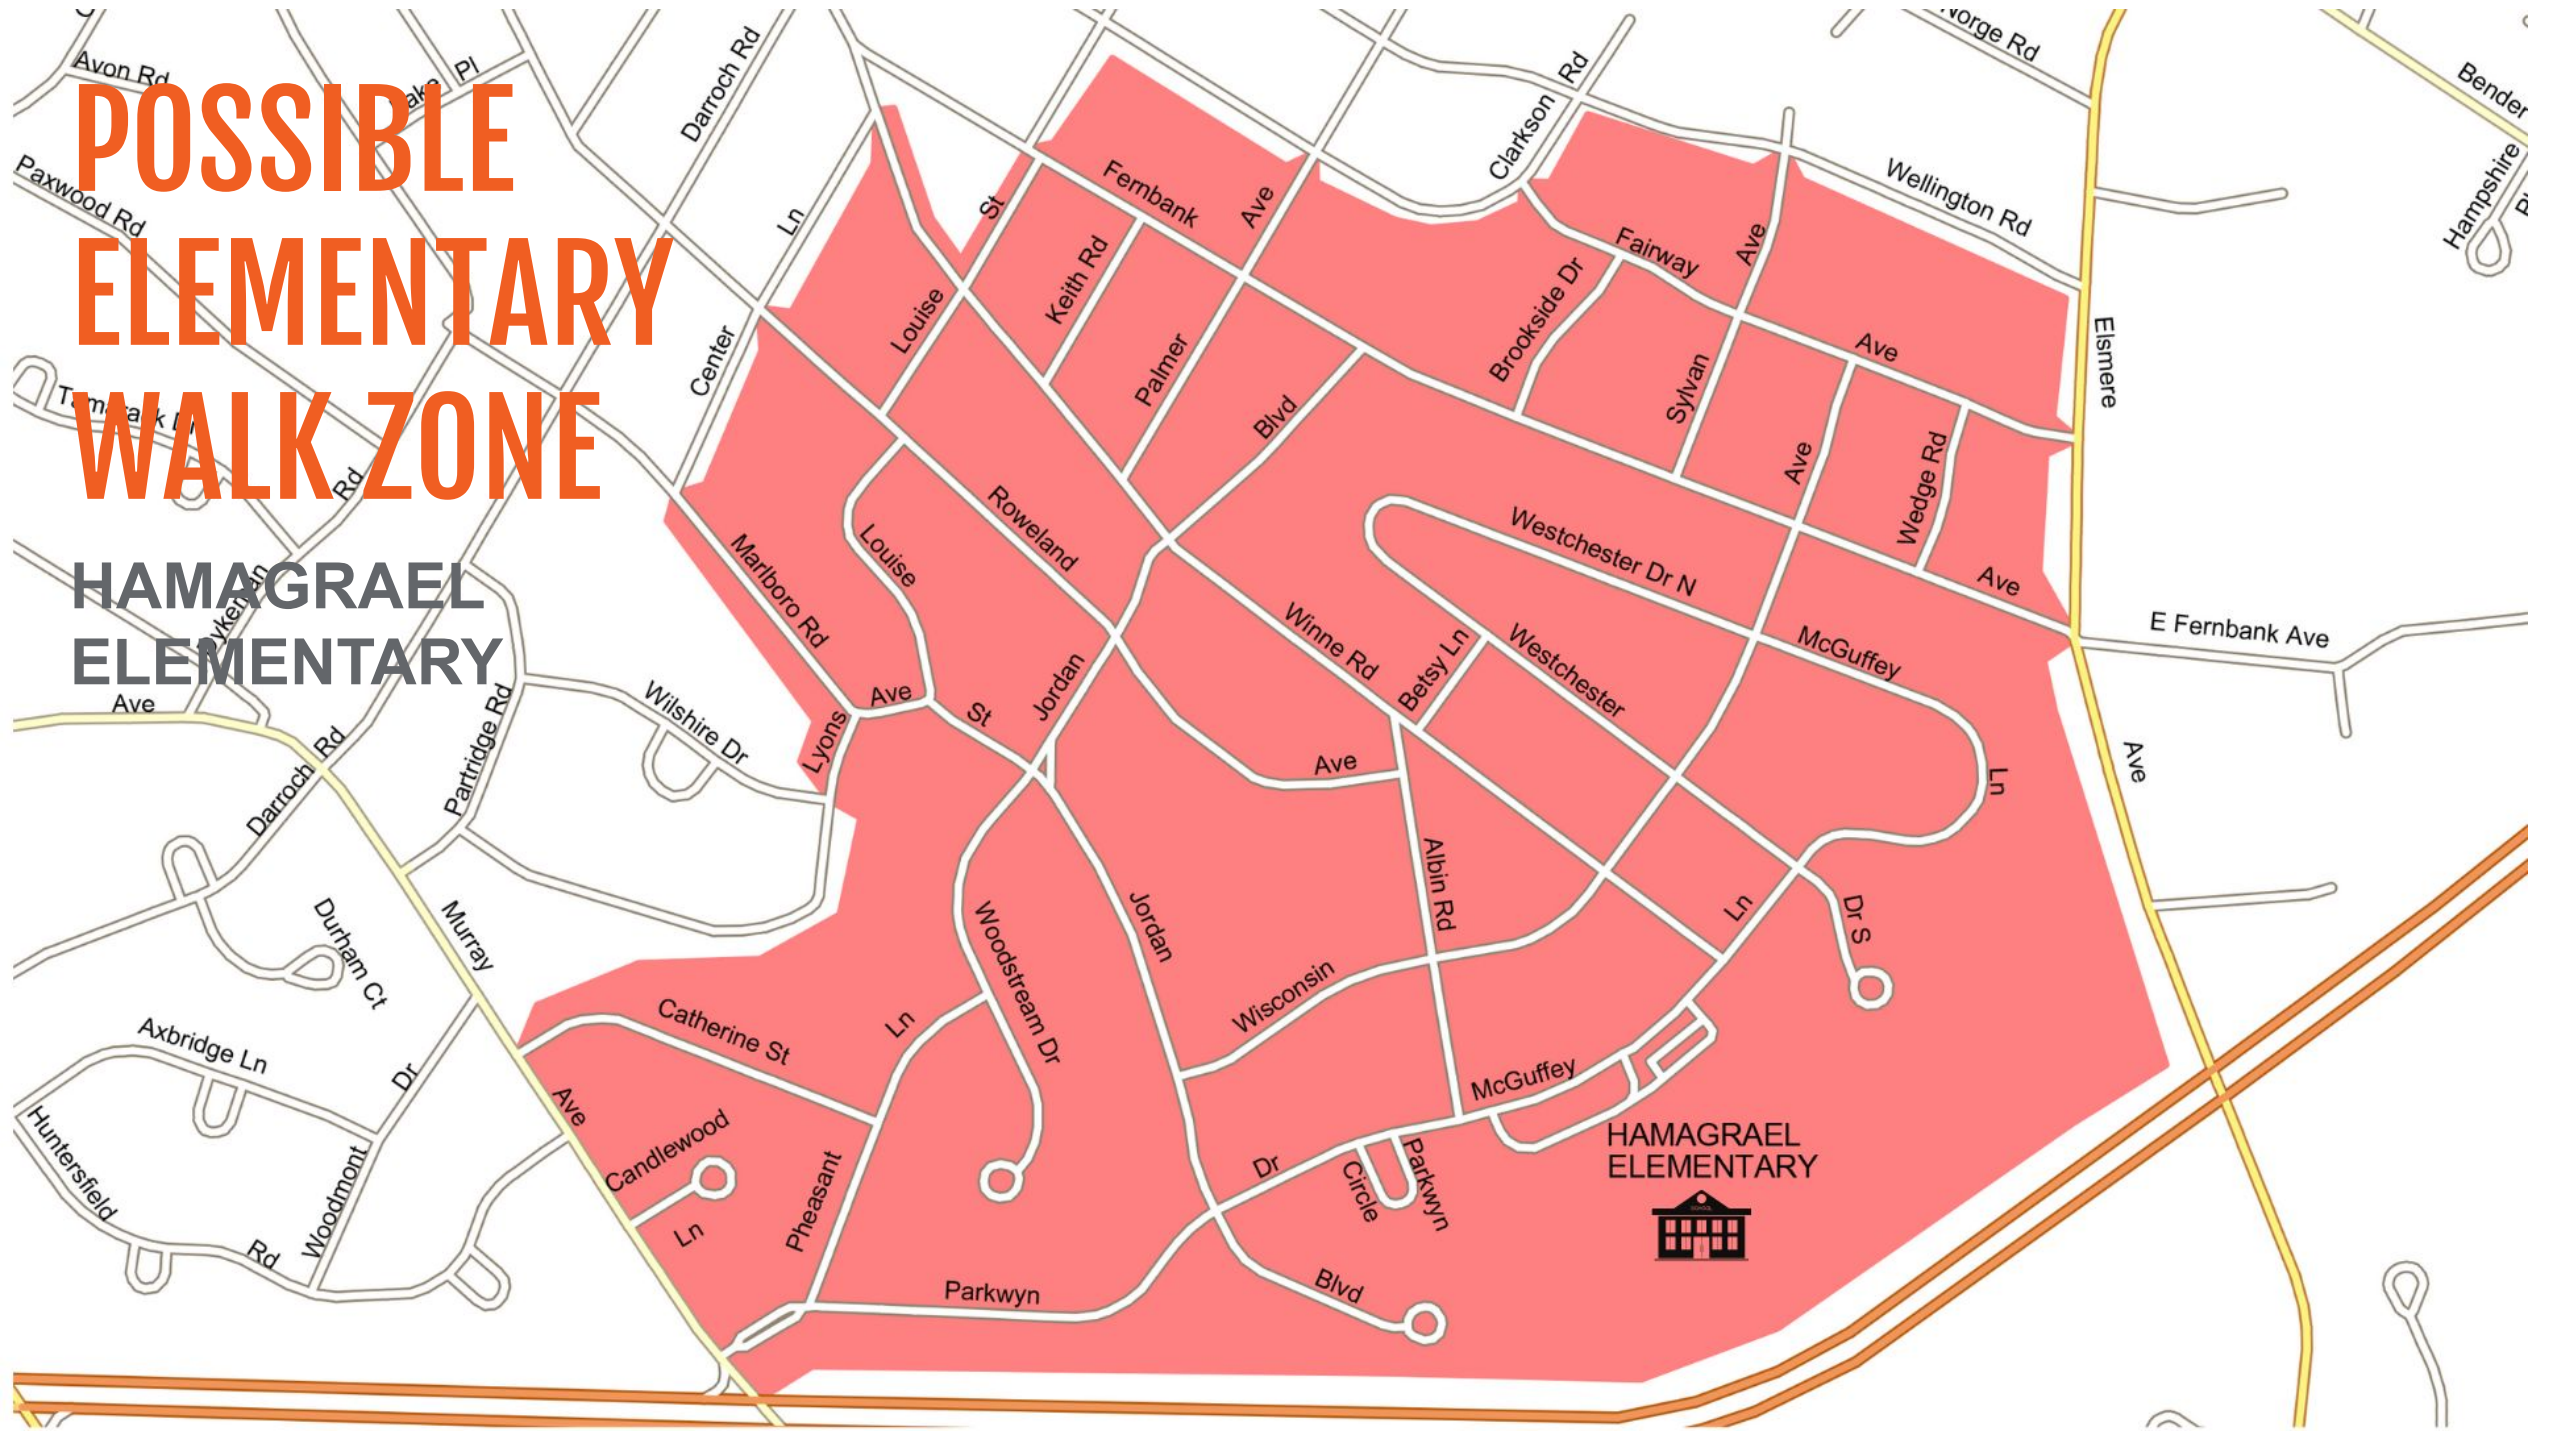 POSSIBLE
ELEMENTARY
WALK ZONE
HAMAGRAEL
ELEMENTARY
Avon Rd
Pl
Darroch Rd
Paxwood Rd
Ln
Center
Tamarack Dr
Rd
Dykeman
Ave
Darroch Rd
Partridge Rd
Wilshire Dr
Durham Ct
Murray
Ave
Axbridge Ln
Dr
Huntersfield
Rd
Woodmont
St
Louise
Fernbank
Ave
Keith Rd
Palmer
Blvd
Clarkson
Rd
Fairway
Ave
Brookside Dr
Sylvan
Ave
Ave
Wedge Rd
Wellington Rd
Norge Rd
Elsmere
Bender
Hampshire
Marlboro Rd
Louise
Roweland
Lyons
Ave
St
Jordan
Winne Rd
Betsy Ln
Westchester Dr N
Westchester
McGuffey
Ave
Ln
E Fernbank Ave
Ave
Ave
Albin Rd
Ln
Dr S
Jordan
Woodstream Dr
Wisconsin
Catherine St
Ln
Candlewood
Ln
Pheasant
Parkwyn
Dr
Circle
Parkwyn
McGuffey
Blvd
HAMAGRAEL
ELEMENTARY